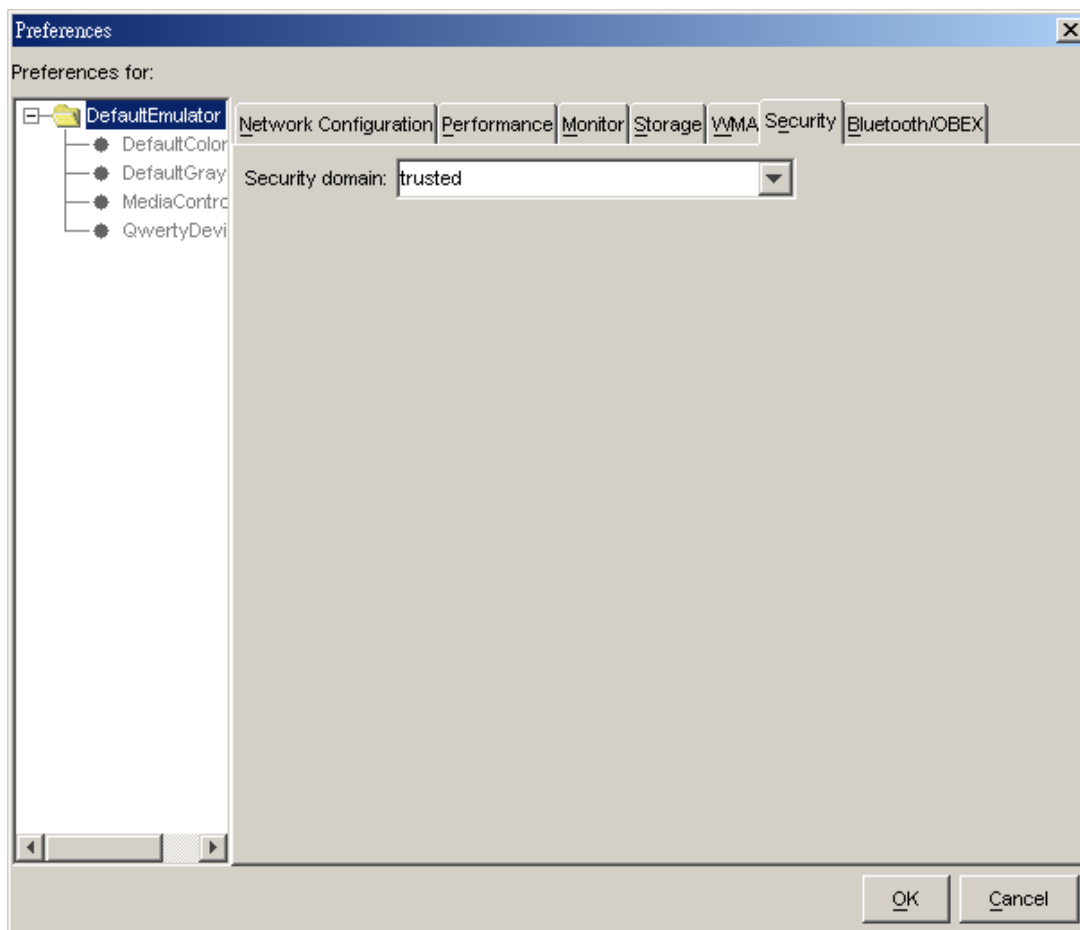 Preferences
Preferences for:
DefaultEmulator
DefaultColor
DefaultGray
MediaContrc
QwertyDevi
Network Configuration Performance Monitor Storage WMA Security Bluetooth/OBEX
Security domain: trusted
OK Cancel